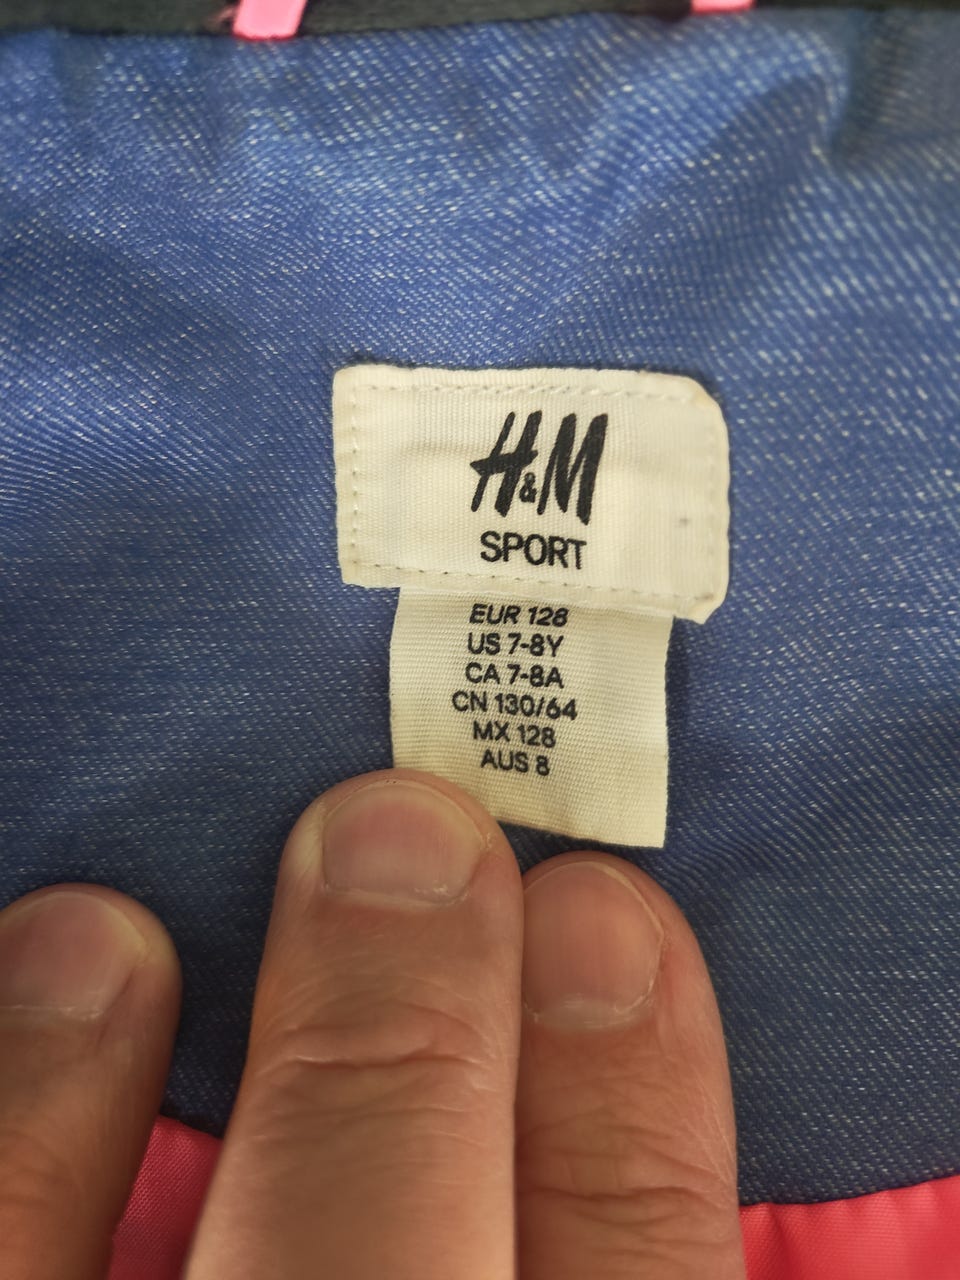 H&M
SPORT
EUR 128
US 7-8Y
CA 7-8A
CN 130/64
MX 128
AUS 8